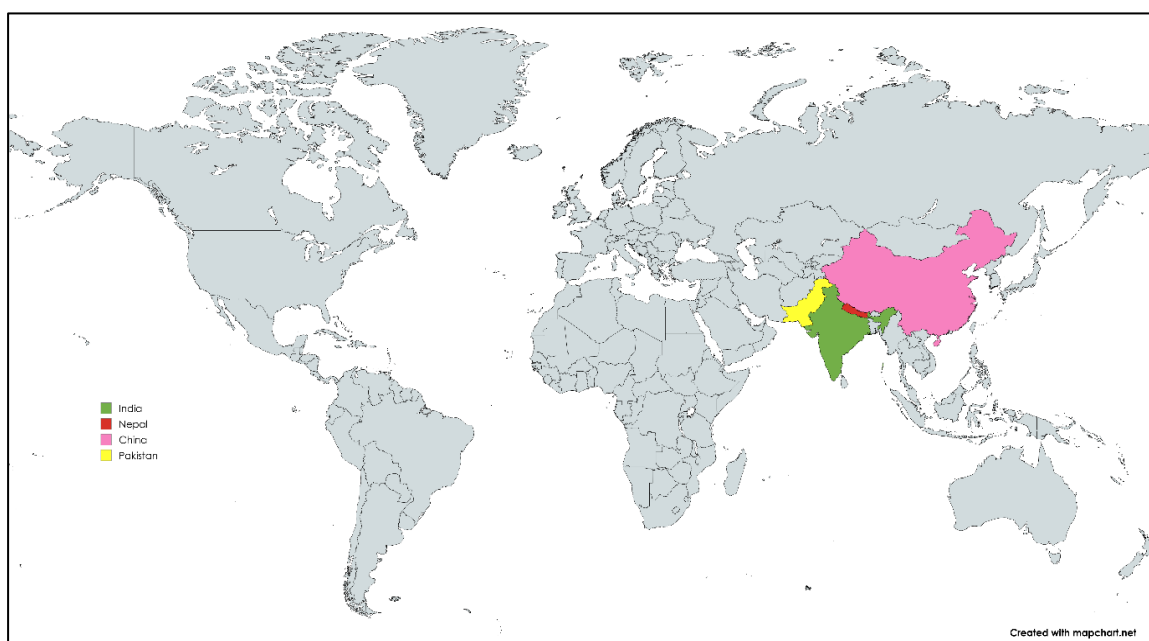 India
Nepal
China
Pakistan
Created with mapchart.net